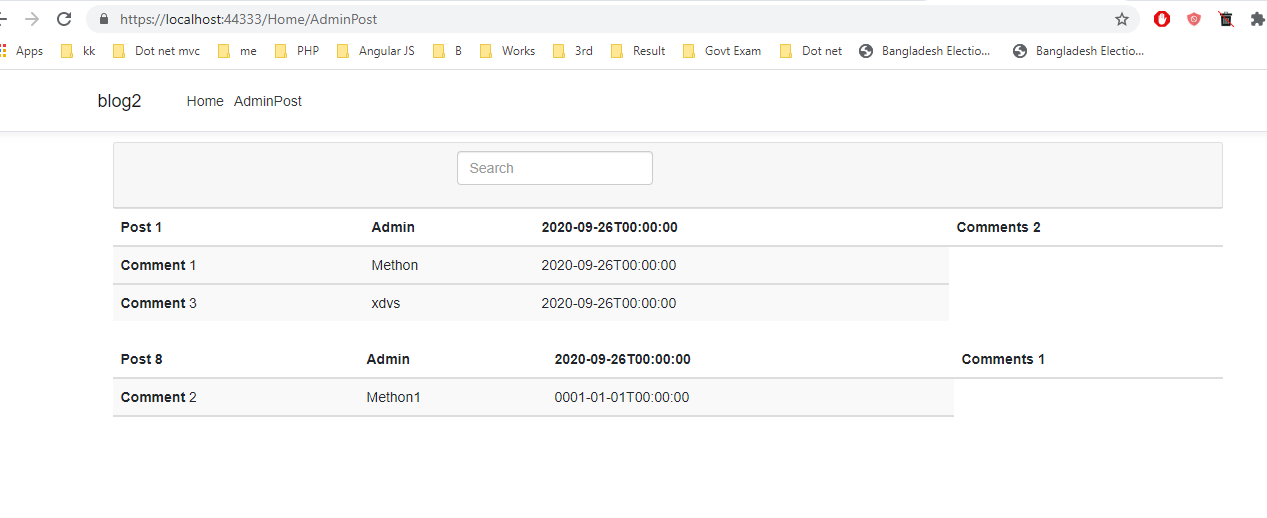 https://localhost:44333/Home/AdminPost
Apps kk Dot net mvc me PHP Angular JS B Works 3rd Result Govt Exam Dot net Bangladesh Electio... Bangladesh Electio...
blog2 Home AdminPost
Search
Post 1 Admin 2020-09-26T00:00:00 Comments 2
Comment 1 Methon 2020-09-26T00:00:00
Comment 3 xdvs 2020-09-26T00:00:00
Post 8 Admin 2020-09-26T00:00:00 Comments 1
Comment 2 Methon1 0001-01-01T00:00:00